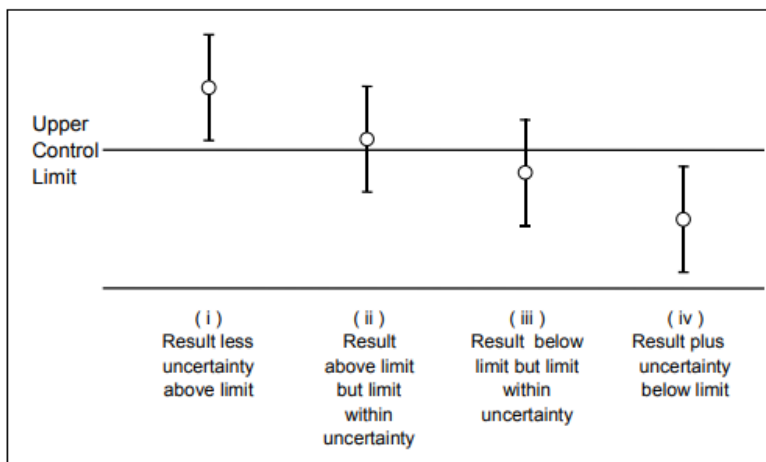 Upper
Control
Limit
( i )
Result less
uncertainty
above limit
( ii )
Result
above limit
but limit
within
uncertainty
( iii )
Result below
limit but limit
within
uncertainty
( iv )
Result plus
uncertainty
below limit